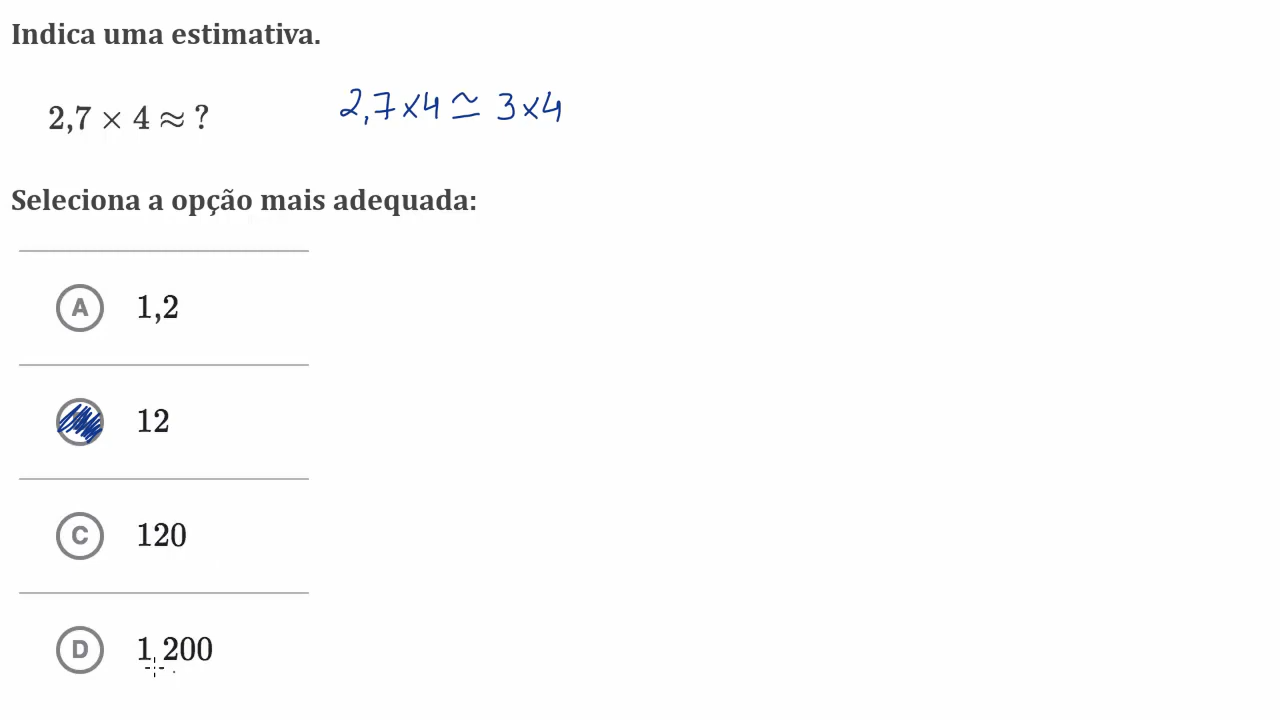 Indica uma estimativa.
2,7 × 4 ≈ ?
2,7×4 ≃ 3×4
Seleciona a opção mais adequada:
A 1,2
12
C 120
D 1 200